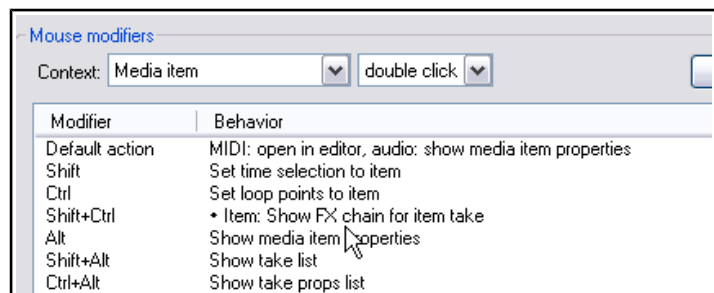 Mouse modifiers
Context: Media item double click
Modifier Behavior
Default action MIDI: open in editor, audio: show media item properties
Shift Set time selection to item
Ctrl Set loop points to item
Shift+Ctrl • Item: Show FX chain for item take
Alt Show media item properties
Shift+Alt Show take list
Ctrl+Alt Show take props list